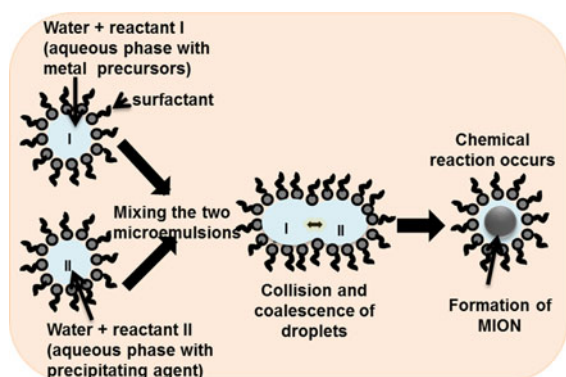 Water + reactant I
(aqueous phase with
metal precursors)
surfactant
I
II
Water + reactant II
(aqueous phase with
precipitating agent)
Mixing the two
microemulsions
I
II
Collision and
coalescence of
droplets
Chemical
reaction occurs
Formation of
MION